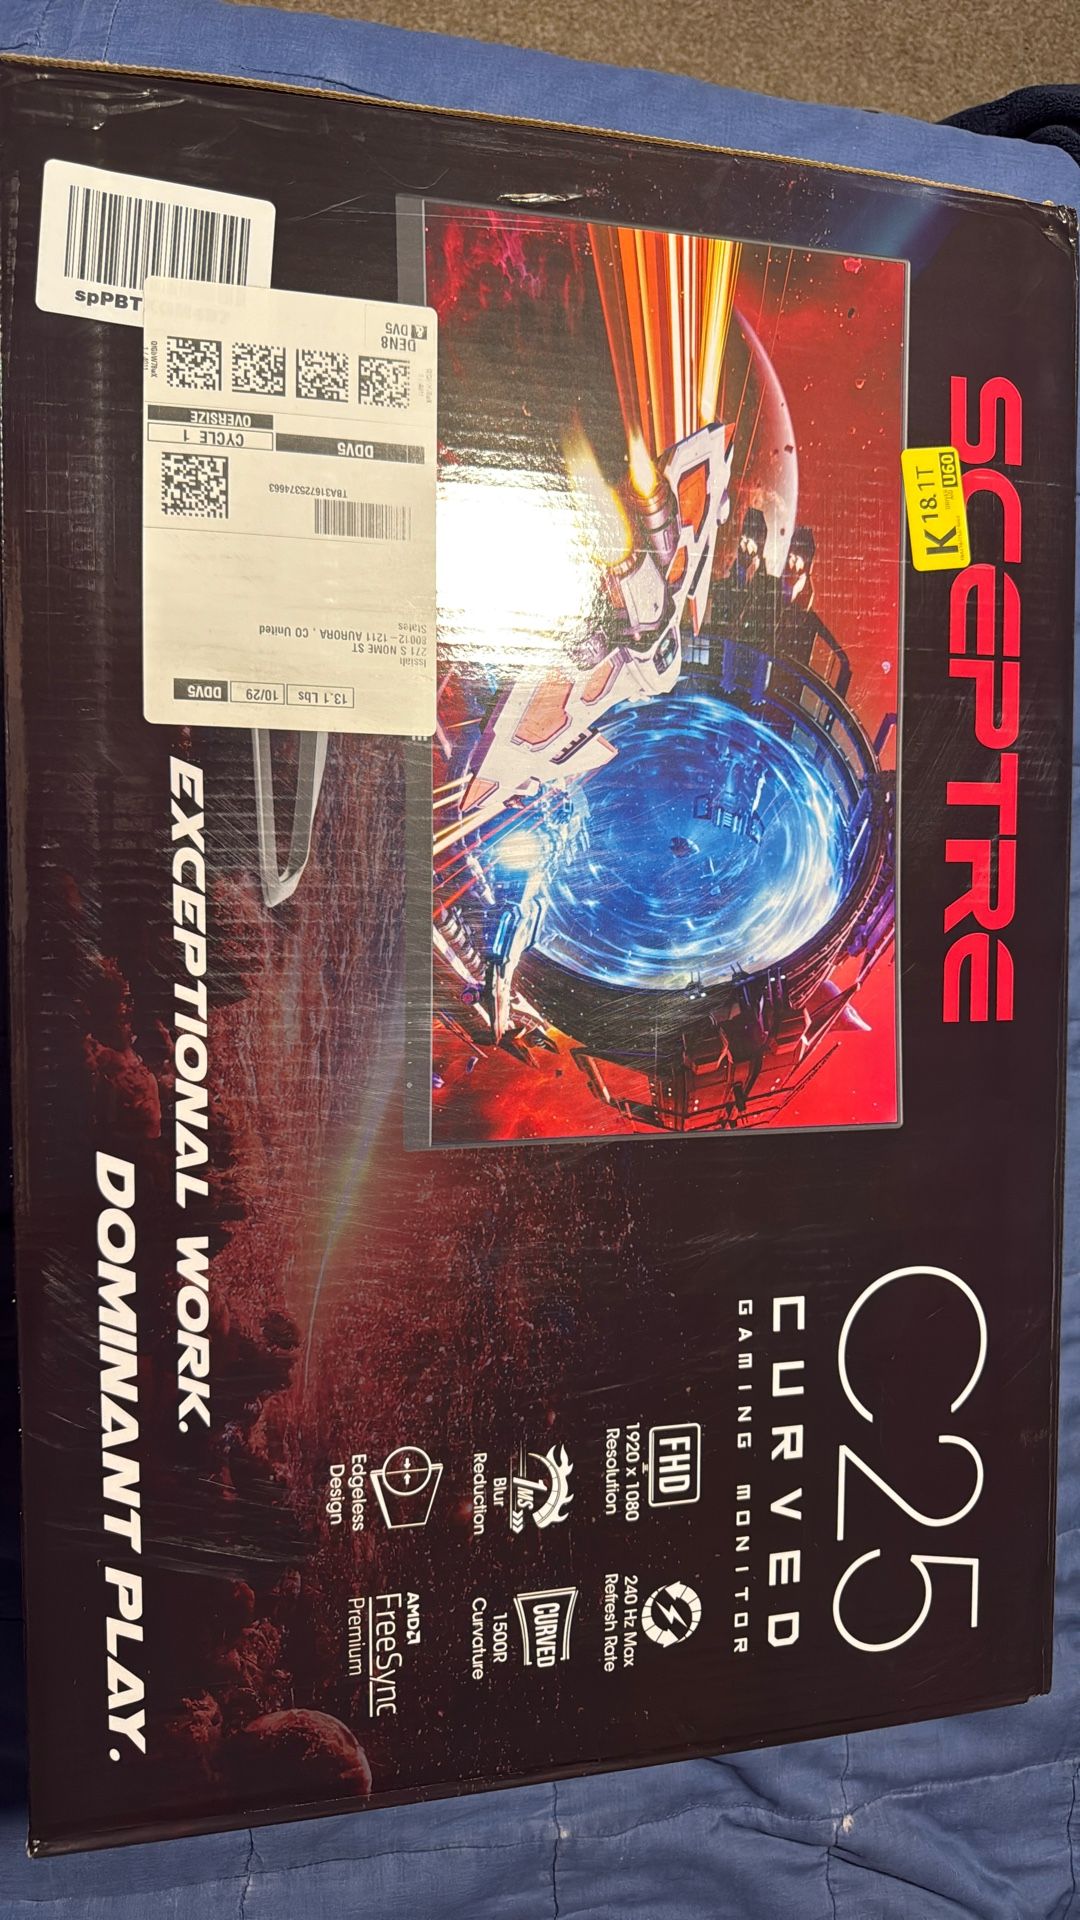 SCEPTRE
K 18.1T
U60
C25
CURVED
GAMING MONITOR
FHD
1920 x 1080
Resolution
240 Hz Max
Refresh Rate
1MS
Blur
Reduction
CURVED
1500R
Curvature
Edgeless
Design
AMD
FreeSync
Premium
EXCEPTIONAL WORK.
DOMINANT PLAY.
spPBT
DEN8
DV5
OVERSIZE
CYCLE 1
DDV5
TBA316725374663
Issiah
271 S NOME ST
80012-1211 AURORA , CO United
States
13.1 Lbs
10/29
DDV5